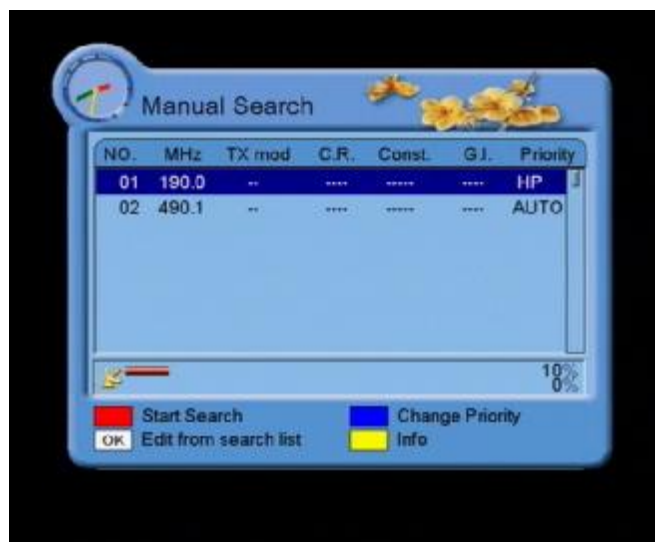 Manual Search
NO. MHz TX mod C.R. Const. G.I. Priority
01 190.0 -- ---- ----- ---- HP
02 490.1 -- ---- ----- ---- AUTO
10%
0%
Start Search Change Priority
OK Edit from search list Info